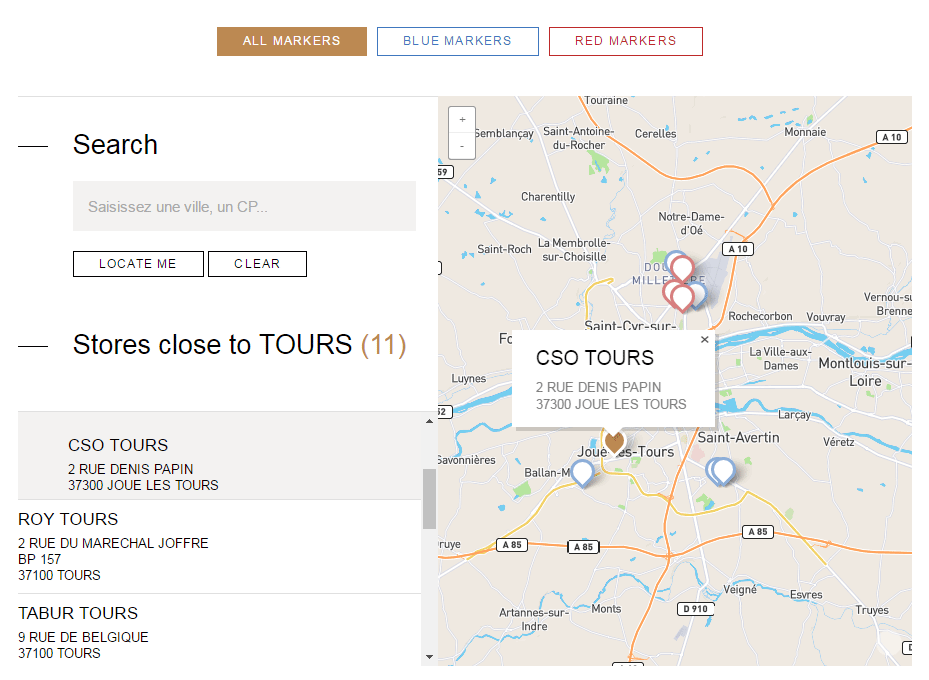 ALL MARKERS
BLUE MARKERS
RED MARKERS
Search
Saisissez une ville, un CP...
LOCATE ME
CLEAR
Stores close to TOURS (11)
CSO TOURS
2 RUE DENIS PAPIN
37300 JOUE LES TOURS
ROY TOURS
2 RUE DU MARECHAL JOFFRE
BP 157
37100 TOURS
TABUR TOURS
9 RUE DE BELGIQUE
37100 TOURS
+
-
Touraine
Semblançay
Saint-Antoine-
du-Rocher
Cerelles
Monnaie
A 10
59
Charentilly
Notre-Dame-
d'Oé
Saint-Roch
La Membrolle-
sur-Choisille
A 10
Rochecorbon
Vouvray
Vernou-su
Brenne
Saint-Cyr-sur-
CSO TOURS
×
2 RUE DENIS PAPIN
37300 JOUE LES TOURS
La Ville-aux-
Dames
Montlouis-sur-
Loire
Luynes
52
Larçay
Saint-Avertin
Véretz
Savonnières
Ballan-M
A 85
A 85
A 85
Veigné
Esvres
Artannes-sur-
Indre
Monts
D 910
Truyes